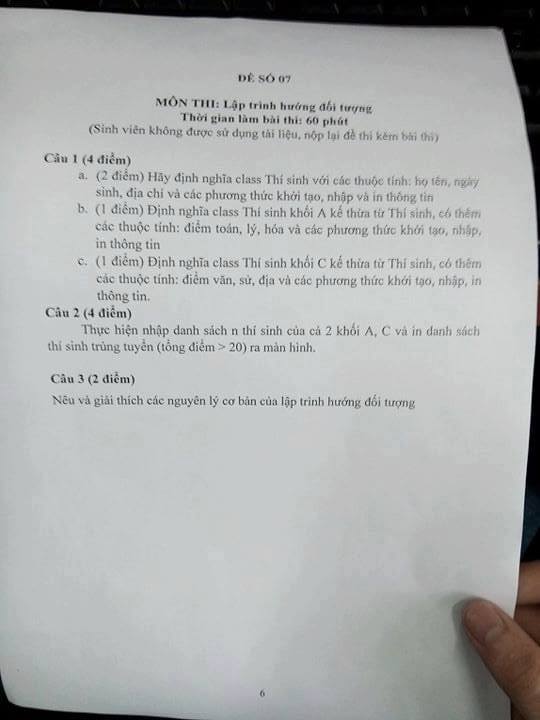 ĐỀ SỐ 07
MÔN THI: Lập trình hướng đối tượng
Thời gian làm bài thi: 60 phút
(Sinh viên không được sử dụng tài liệu, nộp lại đề thi kèm bài thi)
Câu 1 (4 điểm)
a. (2 điểm) Hãy định nghĩa class Thí sinh với các thuộc tính: họ tên, ngày
sinh, địa chỉ và các phương thức khởi tạo, nhập và in thông tin
b. (1 điểm) Định nghĩa class Thí sinh khối A kế thừa từ Thí sinh, có thêm
các thuộc tính: điểm toán, lý, hóa và các phương thức khởi tạo, nhập,
in thông tin
c. (1 điểm) Định nghĩa class Thí sinh khối C kế thừa từ Thí sinh, có thêm
các thuộc tính: điểm văn, sử, địa và các phương thức khởi tạo, nhập, in
thông tin.
Câu 2 (4 điểm)
Thực hiện nhập danh sách n thí sinh của cả 2 khối A, C và in danh sách
thí sinh trúng tuyển (tổng điểm > 20) ra màn hình.
Câu 3 (2 điểm)
Nêu và giải thích các nguyên lý cơ bản của lập trình hướng đối tượng
6